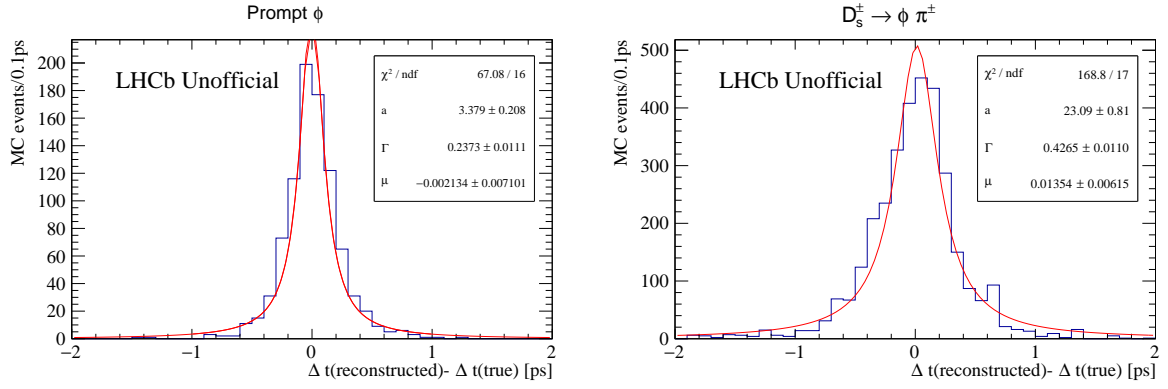 Prompt ϕ
MC events/0.1ps
200
180
160
140
120
100
80
60
40
20
0
LHCb Unofficial
χ² / ndf 67.08 / 16
a 3.379 ± 0.208
Γ 0.2373 ± 0.0111
μ −0.002134 ± 0.007101
−2 −1 0 1 2
Δ t(reconstructed)- Δ t(true) [ps]
D±s → ϕ π±
MC events/0.1ps
500
400
300
200
100
0
LHCb Unofficial
χ² / ndf 168.8 / 17
a 23.09 ± 0.81
Γ 0.4265 ± 0.0110
μ 0.01354 ± 0.00615
−2 −1 0 1 2
Δ t(reconstructed)- Δ t(true) [ps]